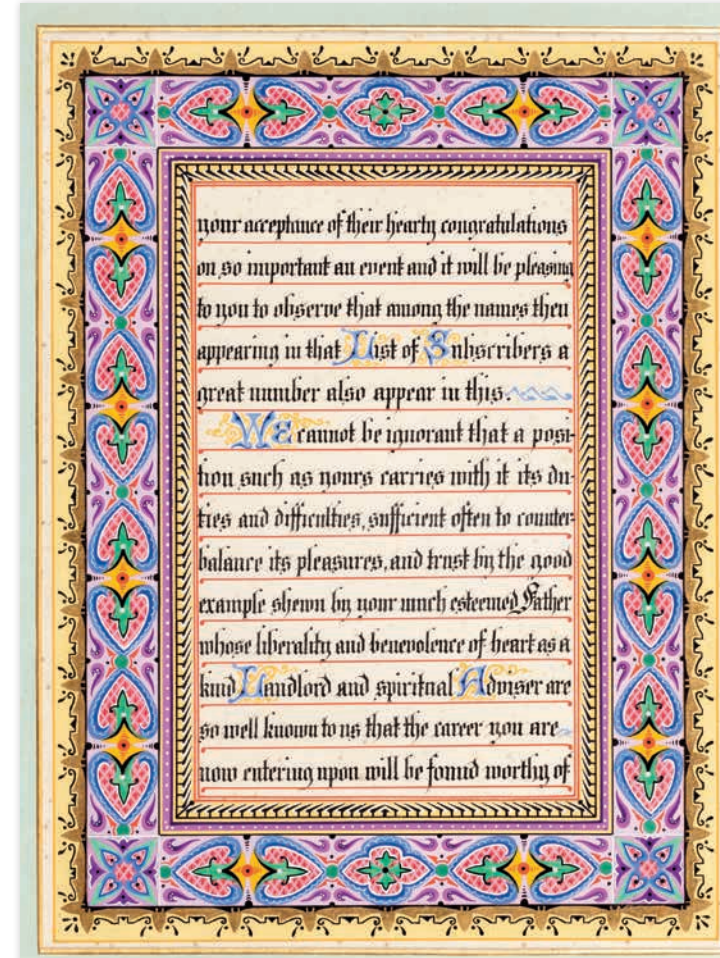 your acceptance of their hearty congratulations
on so important an event and it will be pleasing
to you to observe that among the names then
appearing in that List of Subscribers a
great number also appear in this.
We cannot be ignorant that a posi-
tion such as yours carries with it its du-
ties and difficulties, sufficient often to counter-
balance its pleasures, and trust by the good
example shewn by your much esteemed Father
whose liberality and benevolence of heart as a
kind Landlord and spiritual Adviser are
so well known to us that the career you are
now entering upon will be found worthy of